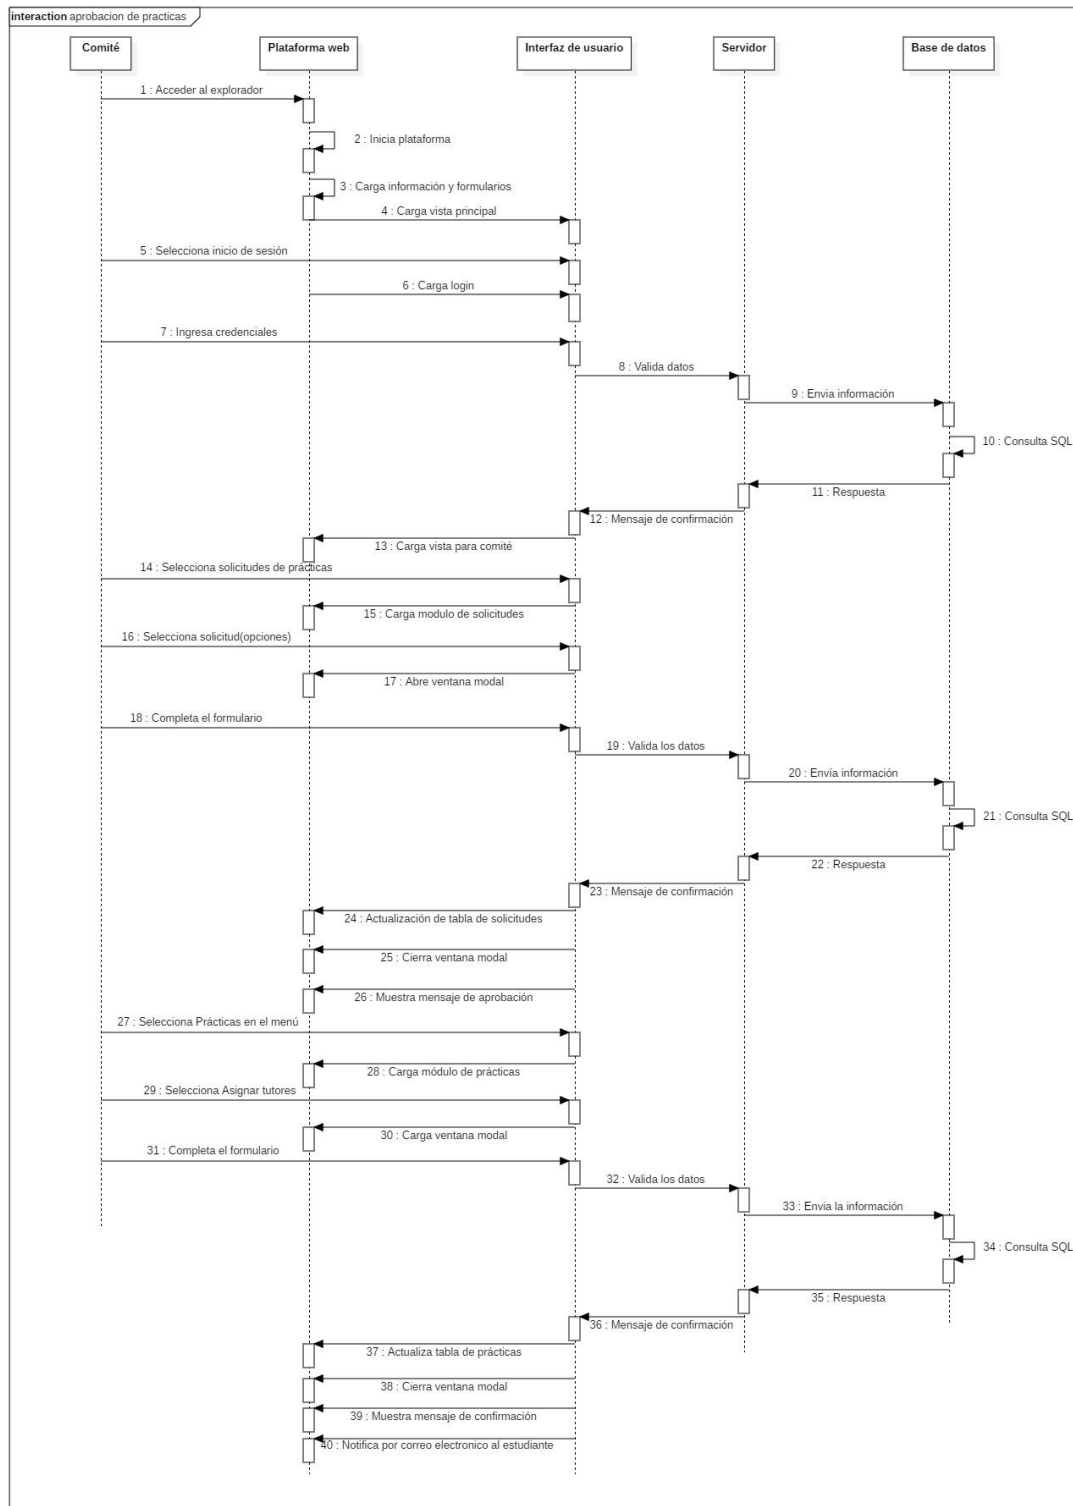 interaction aprobacion de practicas
Comité
Plataforma web
Interfaz de usuario
Servidor
Base de datos
1 : Acceder al explorador
2 : Inicia plataforma
3 : Carga información y formularios
4 : Carga vista principal
5 : Selecciona inicio de sesión
6 : Carga login
7 : Ingresa credenciales
8 : Valida datos
9 : Envia información
10 : Consulta SQL
11 : Respuesta
12 : Mensaje de confirmación
13 : Carga vista para comité
14 : Selecciona solicitudes de prácticas
15 : Carga modulo de solicitudes
16 : Selecciona solicitud(opciones)
17 : Abre ventana modal
18 : Completa el formulario
19 : Valida los datos
20 : Envía información
21 : Consulta SQL
22 : Respuesta
23 : Mensaje de confirmación
24 : Actualización de tabla de solicitudes
25 : Cierra ventana modal
26 : Muestra mensaje de aprobación
27 : Selecciona Prácticas en el menú
28 : Carga módulo de prácticas
29 : Selecciona Asignar tutores
30 : Carga ventana modal
31 : Completa el formulario
32 : Valida los datos
33 : Envia la información
34 : Consulta SQL
35 : Respuesta
36 : Mensaje de confirmación
37 : Actualiza tabla de prácticas
38 : Cierra ventana modal
39 : Muestra mensaje de confirmación
40 : Notifica por correo electronico al estudiante